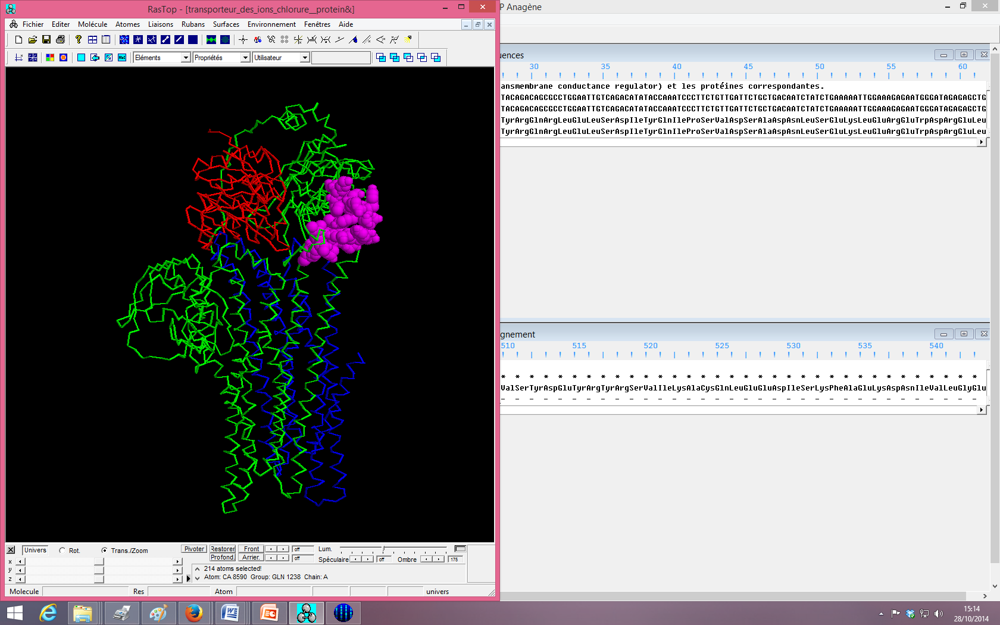 RasTop - [transporteur_des_ions_chlorure__protein&]
Fichier Editer Molécule Atomes Liaisons Rubans Surfaces Environnement Fenêtres Aide
Eléments Propriétés Utilisateur
P Anagène
uences
30 35 40 45 50 55 60
ansmembrane conductance regulator) et les protéines correspondantes.
TACAGACAGCGCCTGGAATTGTCAGACATATACCAAATCCCTTCTGTTGATTCTGCTGACAATCTATCTGAAAAATTGGAAAGAGAATGGGATAGAGAGCTG
TACAGACAGCGCCTGGAATTGTCAGACATATACCAAATCCCTTCTGTTGATTCTGCTGACAATCTATCTGAAAAATTGGAAAGAGAATGGGATAGAGAGCTG
TyrArgGlnArgLeuGluLeuSerAspIleTyrGlnIleProSerValAspSerAlaAspAsnLeuSerGluLysLeuGluArgGluTrpAspArgGluLeu
TyrArgGlnArgLeuGluLeuSerAspIleTyrGlnIleProSerValAspSerAlaAspAsnLeuSerGluLysLeuGluArgGluTrpAspArgGluLeu
gnement
510 515 520 525 530 535 540
* * * * * * * * * * * * * * * * * * * * * * * * * * * * * * * * * *
ValSerTyrAspGluTyrArgTyrArgSerValIleLysAlaCysGlnLeuGluGluAspIleSerLysPheAlaGluLysAspAsnIleValLeuGlyGlu
- - - - - - - - - - - - - - - - - - - - - - - - - - - - - - - - - -
Univers Rot. Trans./Zoom Pivoter Restorer Front off Lum.
Profond. Arrier. off Spéculaire off Ombre 175
x
y
z
214 atoms selected!
Atom: CA 8590 Group: GLN 1238 Chain: A
Molecule Res Atom univers
15:14
28/10/2014